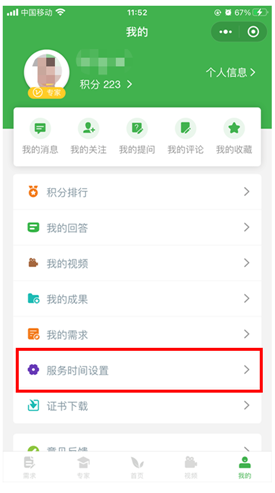 中国移动 11:52 67%
我的
积分 223 >
个人信息 >
专家
我的消息 我的关注 我的提问 我的评论 我的收藏
积分排行
我的回答
我的视频
我的成果
我的需求
服务时间设置
证书下载
意见反馈
需求 专家 首页 视频 我的